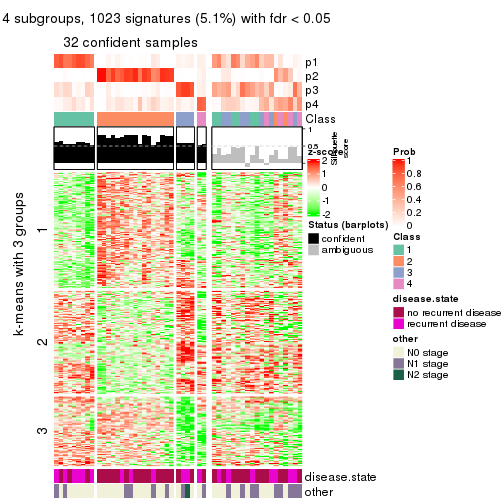 4 subgroups, 1023 signatures (5.1%) with fdr < 0.05
32 confident samples
p1
p2
p3
p4
Class
1
0.5
0
Silhouette
score
k-means with 3 groups
1
2
3
disease.state
other
z-score
2
1
0
-1
-2
Status (barplots)
confident
ambiguous
Prob
1
0.8
0.6
0.4
0.2
0
Class
1
2
3
4
disease.state
no recurrent disease
recurrent disease
other
N0 stage
N1 stage
N2 stage